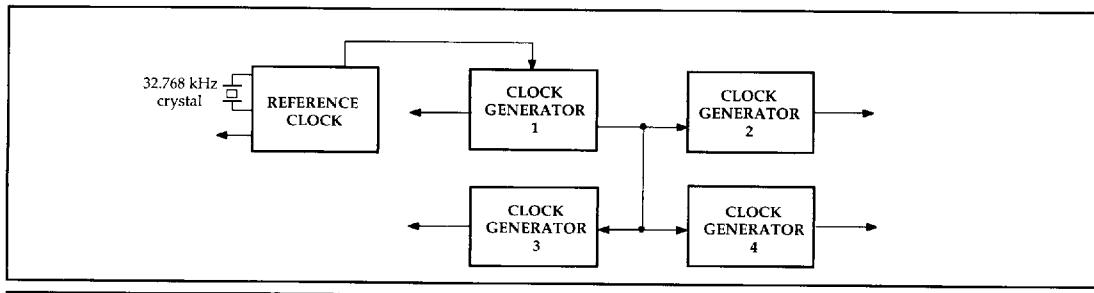 32.768 kHz
crystal
REFERENCE
CLOCK
CLOCK
GENERATOR
1
CLOCK
GENERATOR
2
CLOCK
GENERATOR
3
CLOCK
GENERATOR
4